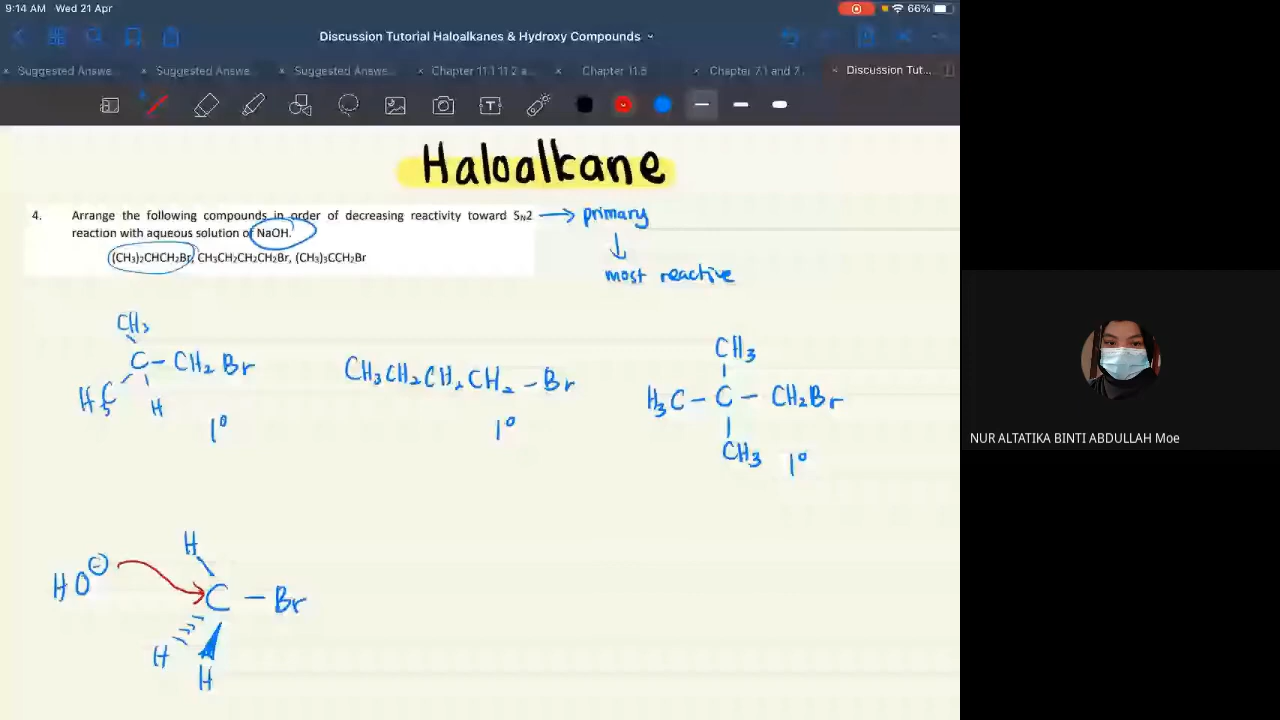 9:14 AM Wed 21 Apr
66%
Discussion Tutorial Haloalkanes & Hydroxy Compounds
Suggested Answe...
Suggested Answe...
Suggested Answe...
Chapter 11.1 11.2 a...
Chapter 11.5
Chapter 7.1 and 7...
Discussion Tut...
T
Haloalkane
4. Arrange the following compounds in order of decreasing reactivity toward SN2 → primary
reaction with aqueous solution of NaOH.
↓
(CH3)2CHCH2Br, CH3CH2CH2CH2Br, (CH3)3CCH2Br
most reactive
CH3
C - CH2Br
H3C
H
1°
CH3CH2CH2CH2 - Br
1°
CH3
H3C - C - CH2Br
CH3
1°
NUR ALTATIKA BINTI ABDULLAH Moe
H
HO⊖
C - Br
H
H